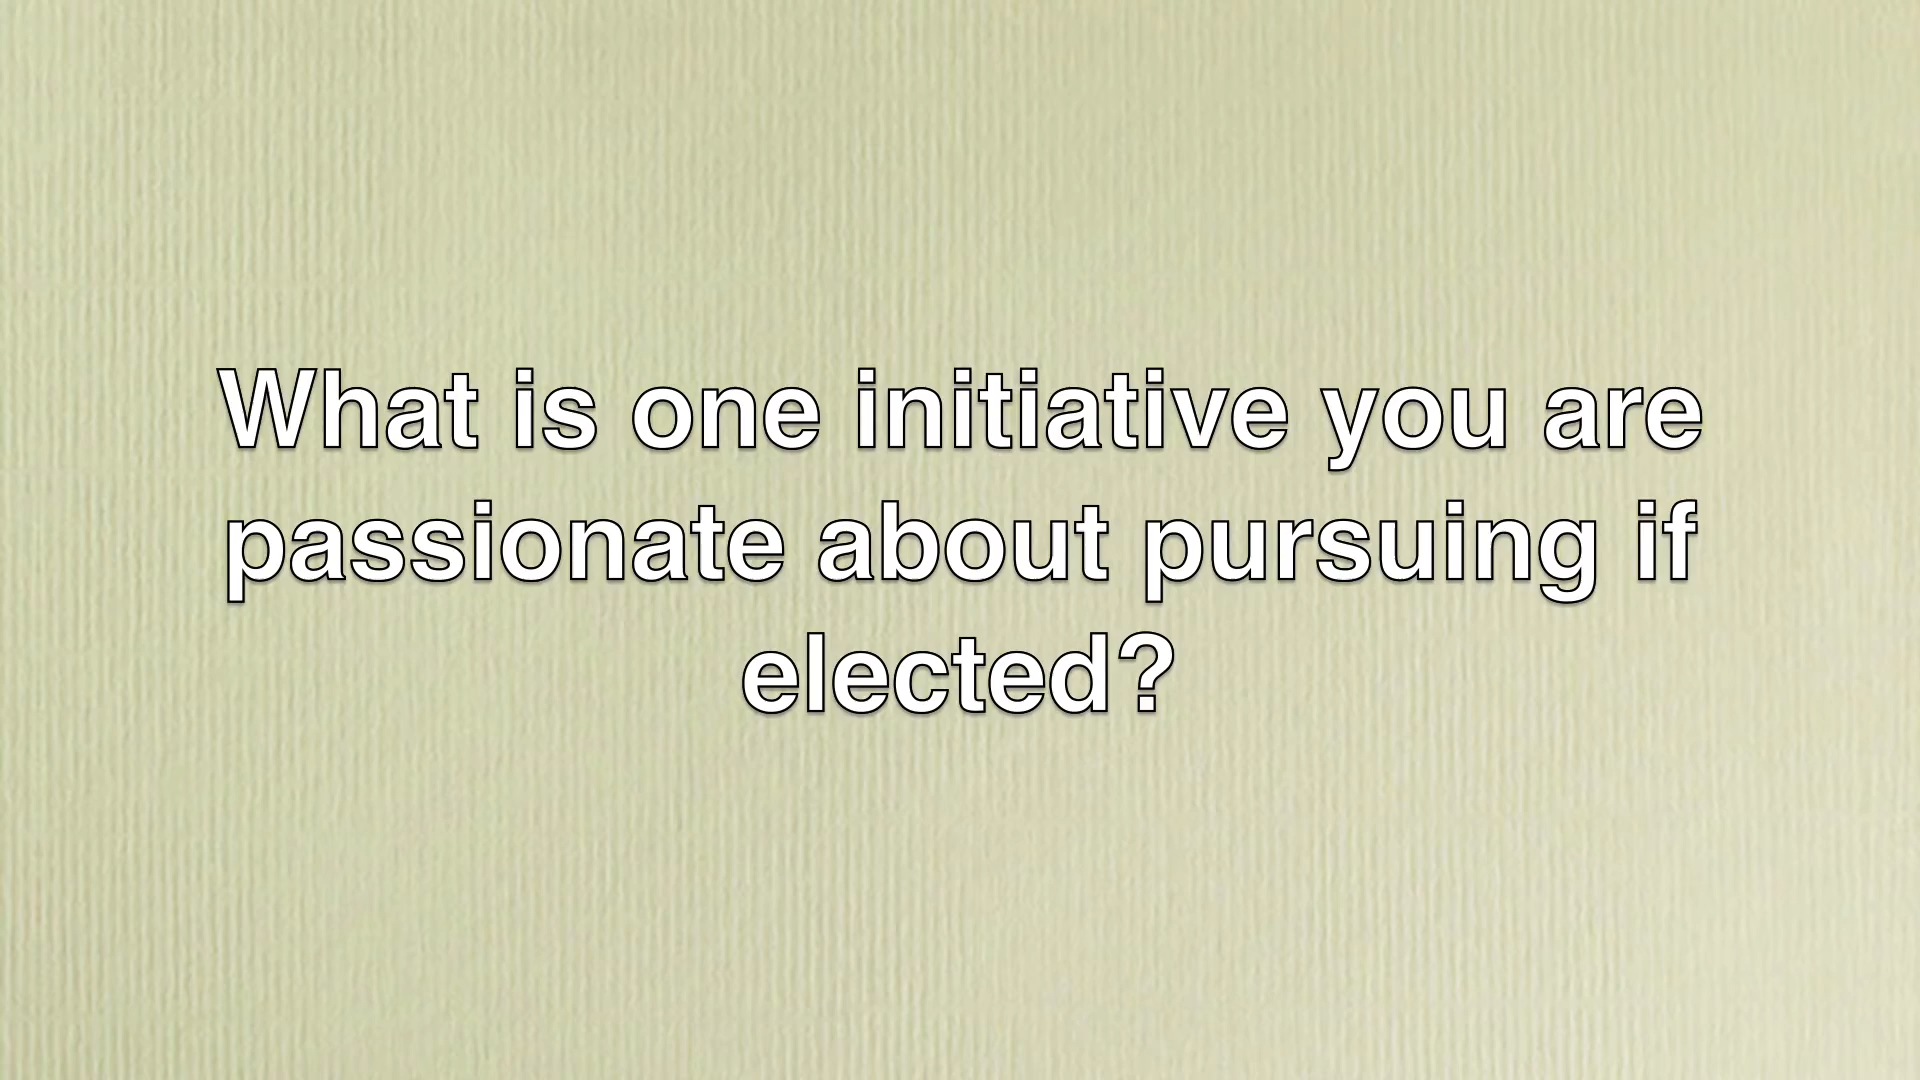 What is one initiative you are
passionate about pursuing if
elected?